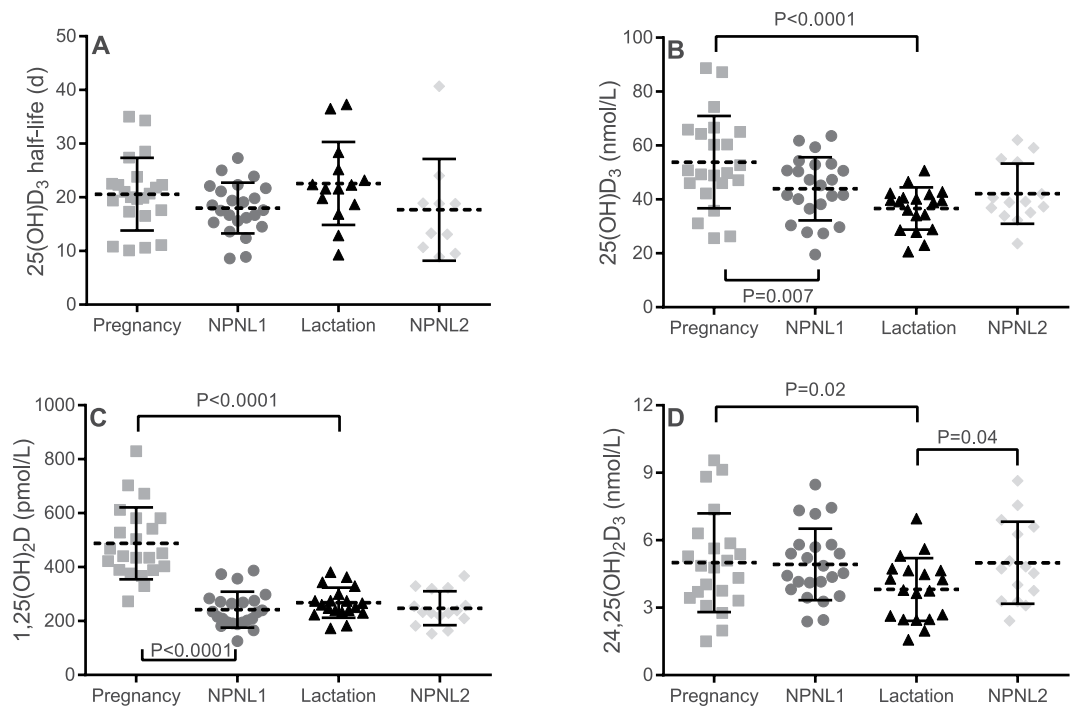 A
25(OH)D₃ half-life (d)
50
40
30
20
10
0
Pregnancy NPNL1 Lactation NPNL2
B
P<0.0001
25(OH)D₃ (nmol/L)
100
80
60
40
20
0
P=0.007
Pregnancy NPNL1 Lactation NPNL2
C
P<0.0001
1,25(OH)₂D (pmol/L)
1000
800
600
400
200
0
P<0.0001
Pregnancy NPNL1 Lactation NPNL2
D
P=0.02
P=0.04
24,25(OH)₂D₃ (nmol/L)
12
9
6
3
0
Pregnancy NPNL1 Lactation NPNL2